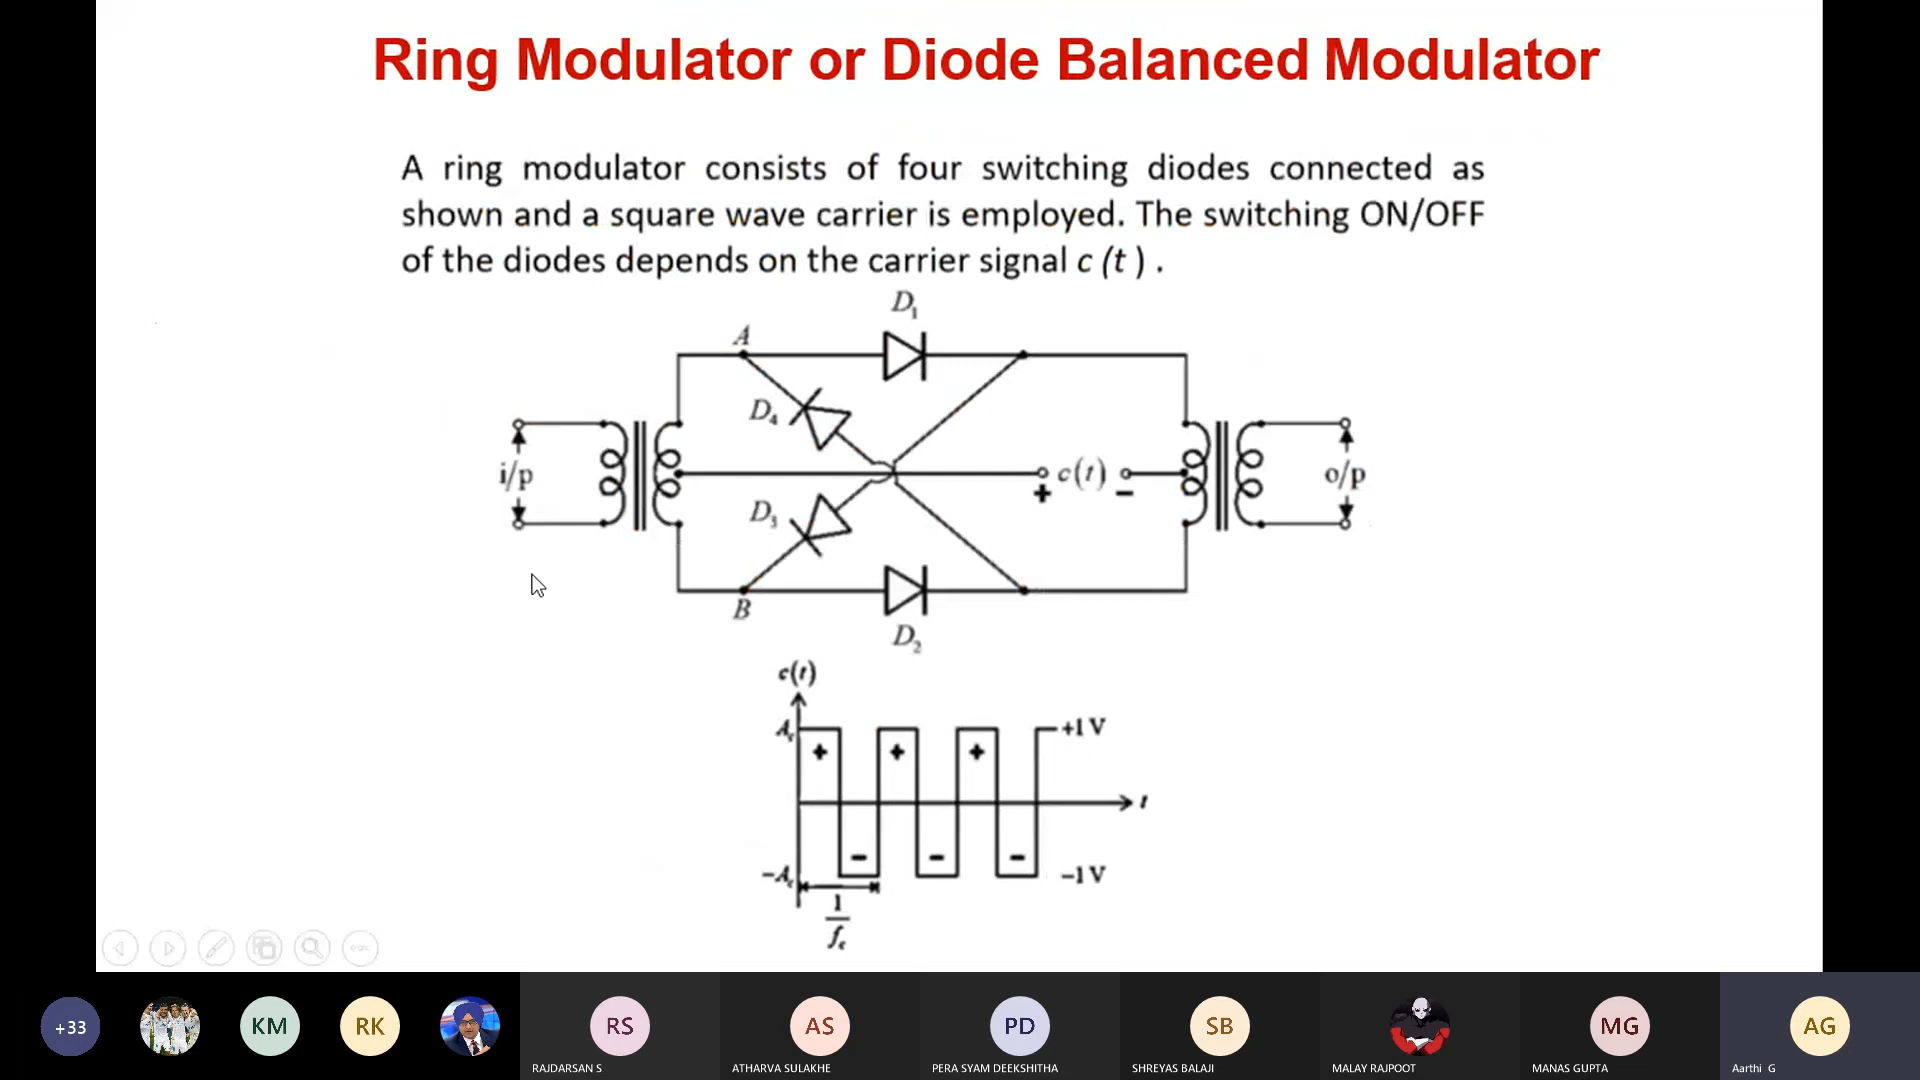 Ring Modulator or Diode Balanced Modulator
A ring modulator consists of four switching diodes connected as
shown and a square wave carrier is employed. The switching ON/OFF
of the diodes depends on the carrier signal c (t ) .
D₁
A
D₄
i/p
c(t)
+ −
o/p
D₃
B
D₂
c(t)
A꜀ +1 V
+ + +
t
− − −
−A꜀ −1 V
1
f꜀
+33
KM
RK
RS
AS
PD
SB
MG
AG
RAJDARSAN S
ATHARVA SULAKHE
PERA SYAM DEEKSHITHA
SHREYAS BALAJI
MALAY RAJPOOT
MANAS GUPTA
Aarthi G